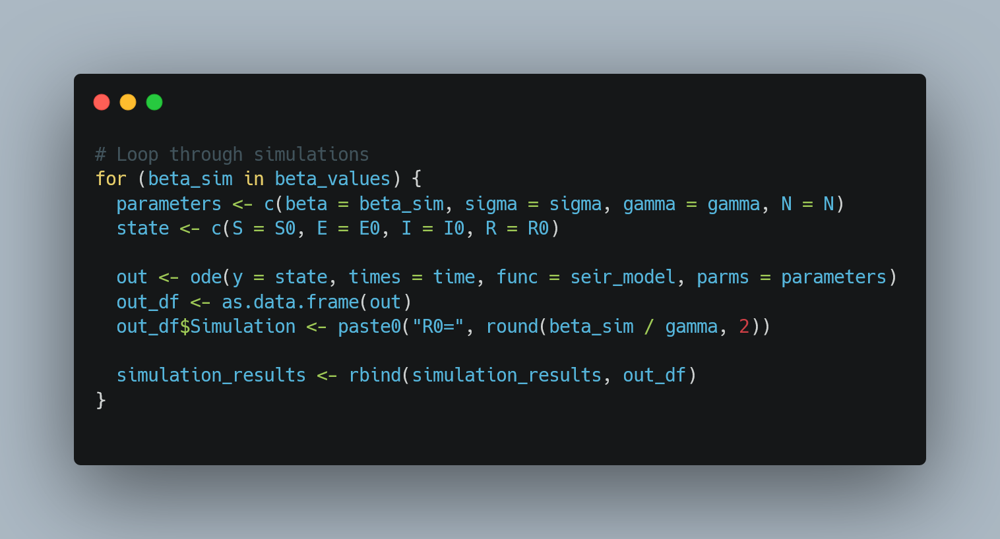 # Loop through simulations
for (beta_sim in beta_values) {
  parameters <- c(beta = beta_sim, sigma = sigma, gamma = gamma, N = N)
  state <- c(S = S0, E = E0, I = I0, R = R0)

  out <- ode(y = state, times = time, func = seir_model, parms = parameters)
  out_df <- as.data.frame(out)
  out_df$Simulation <- paste0("R0=", round(beta_sim / gamma, 2))

  simulation_results <- rbind(simulation_results, out_df)
}